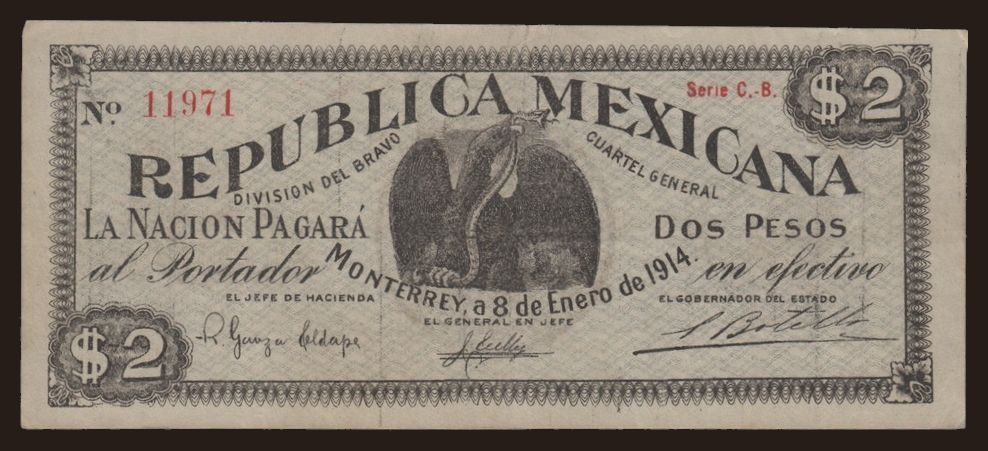 Nº 11971
Serie C.-B.
$2
REPUBLICA MEXICANA
DIVISION DEL BRAVO
CUARTEL GENERAL
LA NACION PAGARÁ
DOS PESOS
al Portador
en efectivo
MONTERREY, a 8 de Enero de 1914
EL JEFE DE HACIENDA
EL GENERAL EN JEFE
EL GOBERNADOR DEL ESTADO
$2
R. Garza